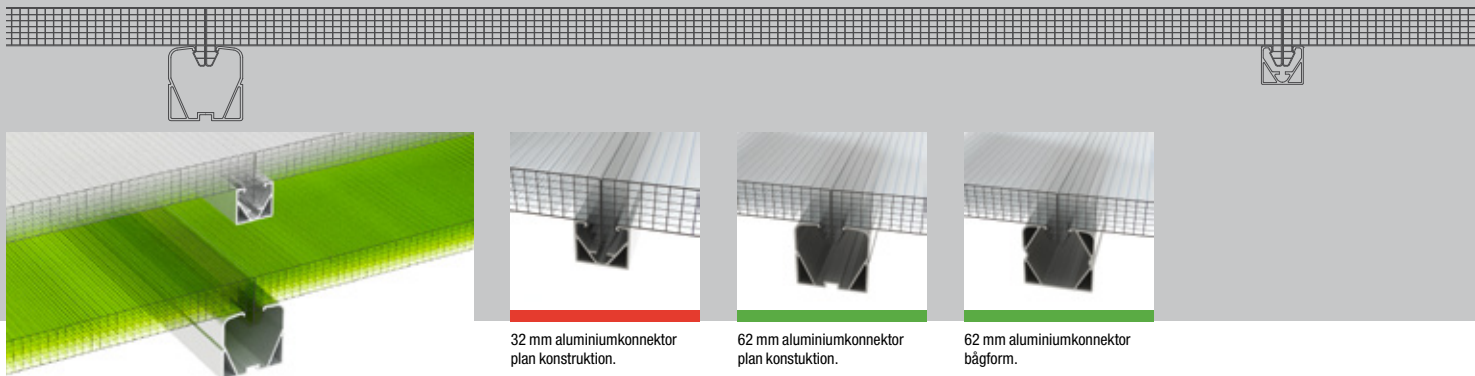 32 mm aluminiumkonnektor
plan konstruktion.
62 mm aluminiumkonnektor
plan konstuktion.
62 mm aluminiumkonnektor
bågform.